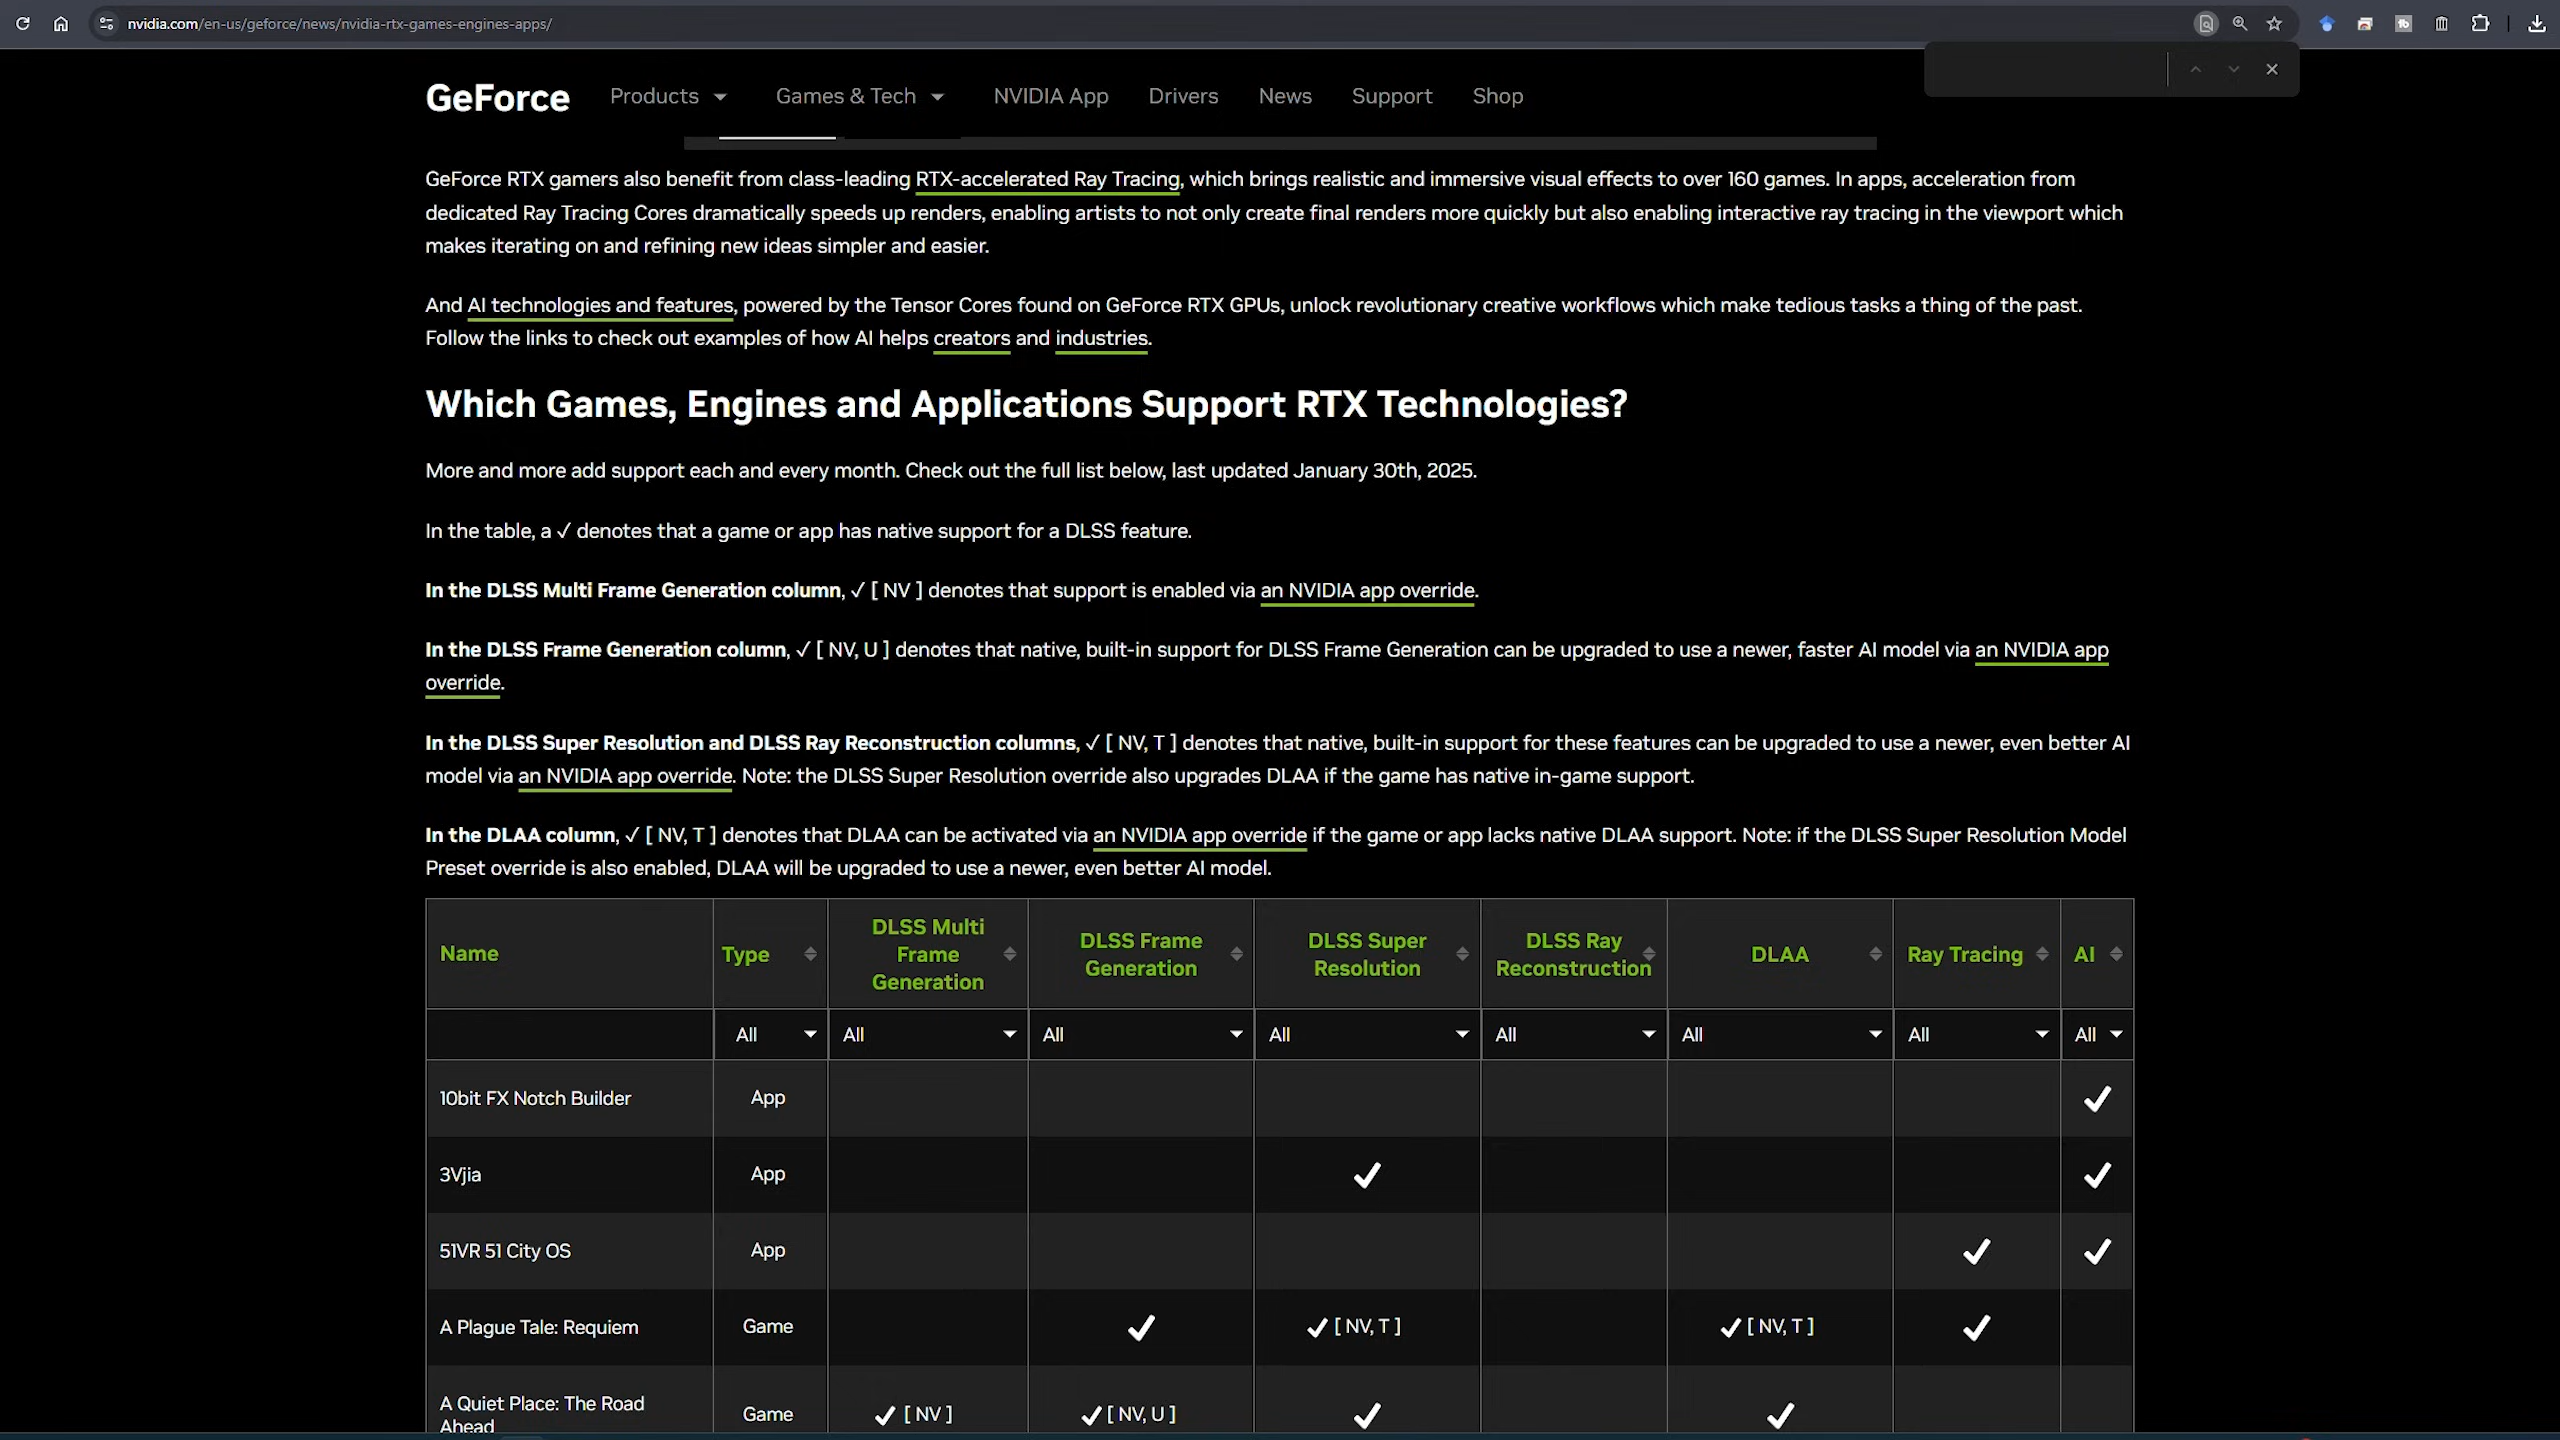 nvidia.com/en-us/geforce/news/nvidia-rtx-games-engines-apps/
GeForce Products Games & Tech NVIDIA App Drivers News Support Shop
GeForce RTX gamers also benefit from class-leading RTX-accelerated Ray Tracing, which brings realistic and immersive visual effects to over 160 games. In apps, acceleration from
dedicated Ray Tracing Cores dramatically speeds up renders, enabling artists to not only create final renders more quickly but also enabling interactive ray tracing in the viewport which
makes iterating on and refining new ideas simpler and easier.
And AI technologies and features, powered by the Tensor Cores found on GeForce RTX GPUs, unlock revolutionary creative workflows which make tedious tasks a thing of the past.
Follow the links to check out examples of how AI helps creators and industries.
Which Games, Engines and Applications Support RTX Technologies?
More and more add support each and every month. Check out the full list below, last updated January 30th, 2025.
In the table, a ✓ denotes that a game or app has native support for a DLSS feature.
In the DLSS Multi Frame Generation column, ✓ [ NV ] denotes that support is enabled via an NVIDIA app override.
In the DLSS Frame Generation column, ✓ [ NV, U ] denotes that native, built-in support for DLSS Frame Generation can be upgraded to use a newer, faster AI model via an NVIDIA app
override.
In the DLSS Super Resolution and DLSS Ray Reconstruction columns, ✓ [ NV, T ] denotes that native, built-in support for these features can be upgraded to use a newer, even better AI
model via an NVIDIA app override. Note: the DLSS Super Resolution override also upgrades DLAA if the game has native in-game support.
In the DLAA column, ✓ [ NV, T ] denotes that DLAA can be activated via an NVIDIA app override if the game or app lacks native DLAA support. Note: if the DLSS Super Resolution Model
Preset override is also enabled, DLAA will be upgraded to use a newer, even better AI model.
Name Type DLSS Multi Frame Generation DLSS Frame Generation DLSS Super Resolution DLSS Ray Reconstruction DLAA Ray Tracing AI
All All All All All All All All
10bit FX Notch Builder App ✓
3Vjia App ✓ ✓
51VR 51 City OS App ✓ ✓
A Plague Tale: Requiem Game ✓ ✓ [ NV, T ] ✓ [ NV, T ] ✓
A Quiet Place: The Road Ahead Game ✓ [ NV ] ✓ [ NV, U ] ✓ ✓